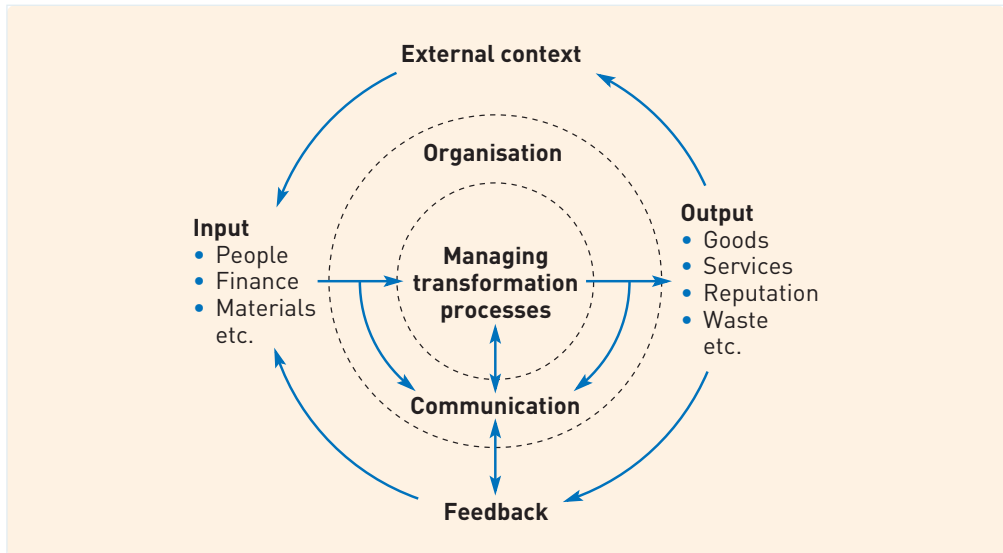 External context
Organisation
Input
• People
• Finance
• Materials
etc.
Managing
transformation
processes
Output
• Goods
• Services
• Reputation
• Waste
etc.
Communication
Feedback